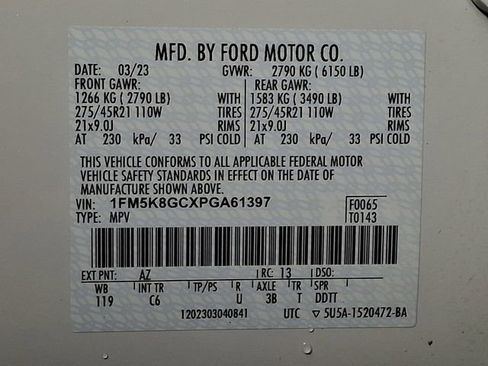 MFD. BY FORD MOTOR CO.
DATE: 03/23 GVWR: 2790 KG ( 6150 LB)
FRONT GAWR: REAR GAWR:
1266 KG ( 2790 LB) WITH 1583 KG ( 3490 LB) WITH
275/45R21 110W TIRES 275/45R21 110W TIRES
21x9.0J RIMS 21x9.0J RIMS
AT 230 kPa/ 33 PSI COLD AT 230 kPa/ 33 PSI COLD
THIS VEHICLE CONFORMS TO ALL APPLICABLE FEDERAL MOTOR
VEHICLE SAFETY STANDARDS IN EFFECT ON THE DATE OF
MANUFACTURE SHOWN ABOVE.
VIN: 1FM5K8GCXPGA61397 F0065
TYPE: MPV T0143
EXT PNT: AZ RC: 13 DSO:
WB INT TR TP/PS R AXLE TR SPR
119 C6 U 3B T DDTT
1202303040841 UTC ▽ 5U5A-1520472-BA